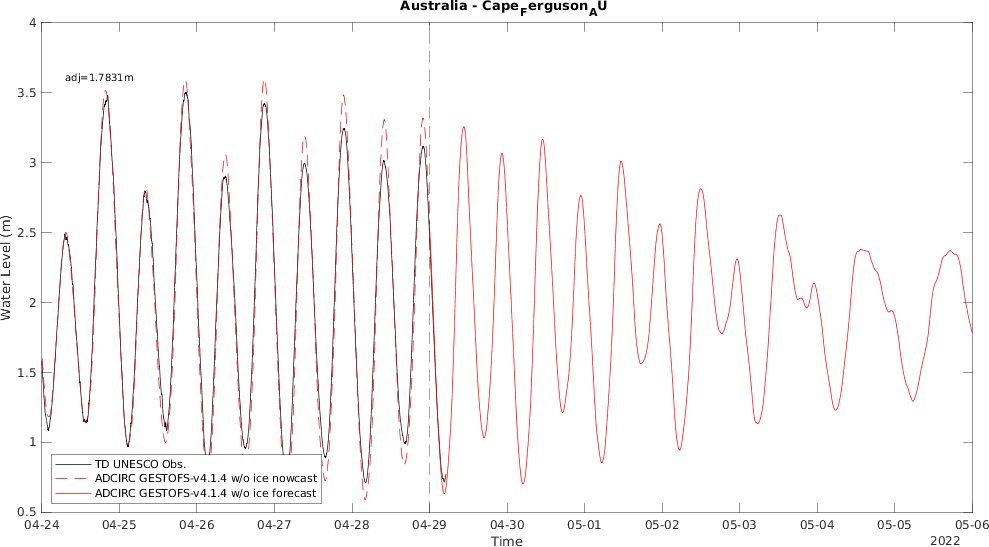 Australia - CapeFergusonAU
adj=1.7831m
Water Level (m)
4
3.5
3
2.5
2
1.5
1
0.5
TD UNESCO Obs.
ADCIRC GESTOFS-v4.1.4 w/o ice nowcast
ADCIRC GESTOFS-v4.1.4 w/o ice forecast
04-24 04-25 04-26 04-27 04-28 04-29 04-30 05-01 05-02 05-03 05-04 05-05 05-06
Time
2022